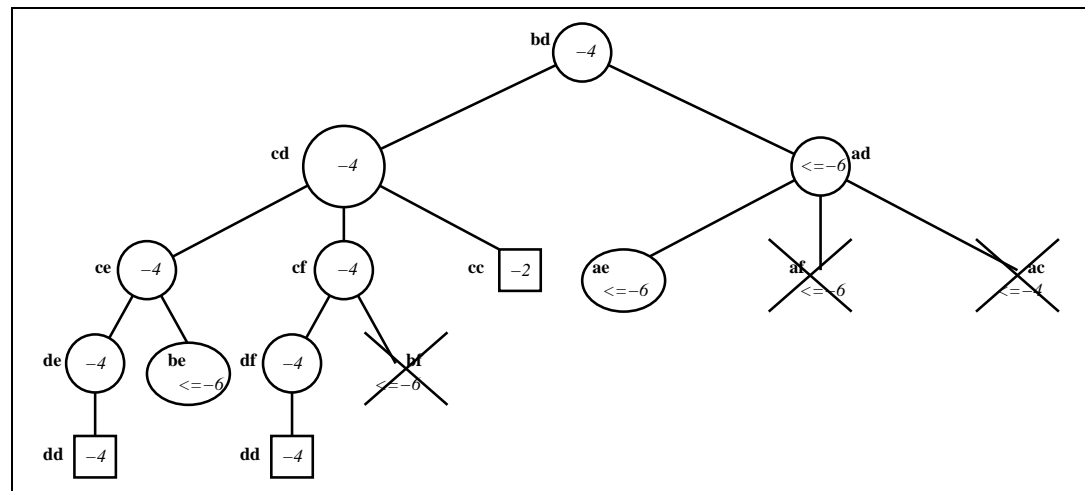 bd −4
cd −4
<=−6 ad
ce −4
cf −4
cc −2
ae <=−6
af <=−6
ac <=−4
de −4
be <=−6
df −4
bf <=−6
dd −4
dd −4